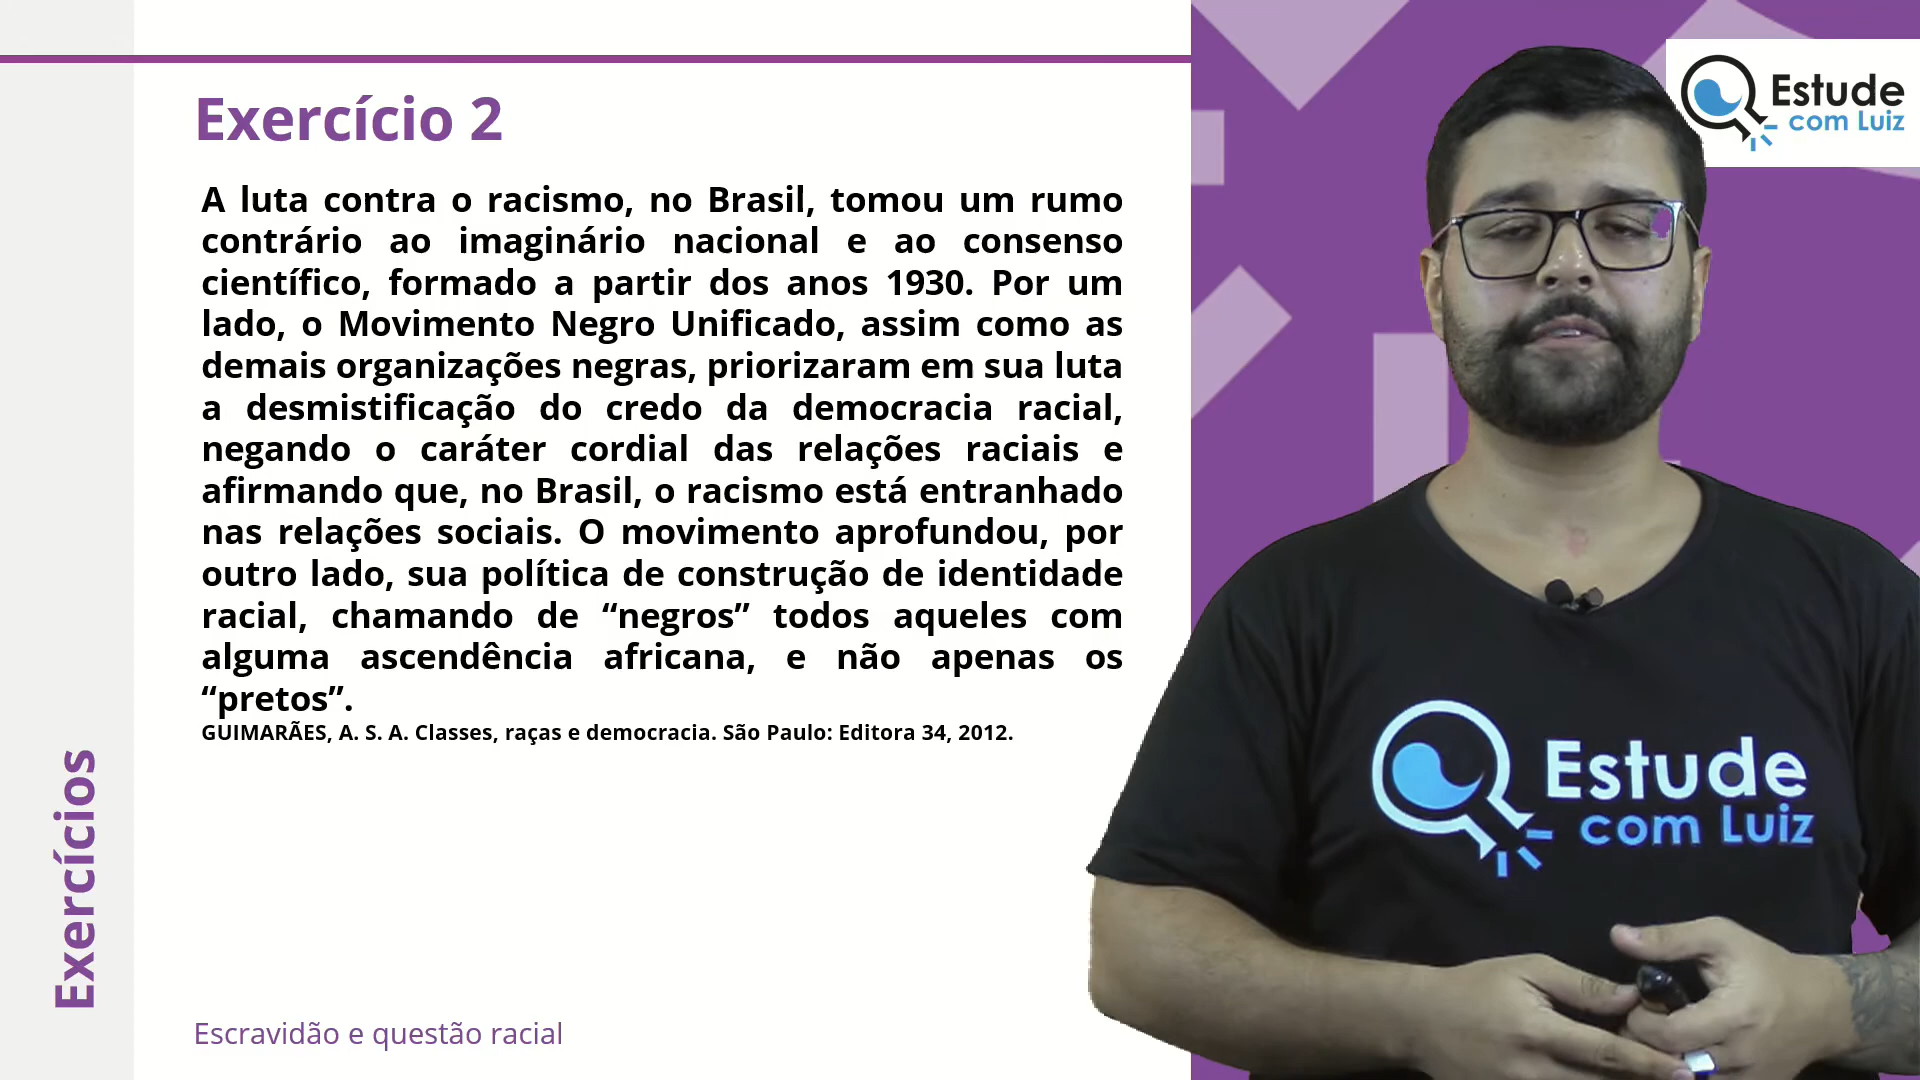 Exercício 2
A luta contra o racismo, no Brasil, tomou um rumo
contrário ao imaginário nacional e ao consenso
científico, formado a partir dos anos 1930. Por um
lado, o Movimento Negro Unificado, assim como as
demais organizações negras, priorizaram em sua luta
a desmistificação do credo da democracia racial,
negando o caráter cordial das relações raciais e
afirmando que, no Brasil, o racismo está entranhado
nas relações sociais. O movimento aprofundou, por
outro lado, sua política de construção de identidade
racial, chamando de “negros” todos aqueles com
alguma ascendência africana, e não apenas os
“pretos”.
GUIMARÃES, A. S. A. Classes, raças e democracia. São Paulo: Editora 34, 2012.
Exercícios
Escravidão e questão racial
Estude
com Luiz
Estude
com Luiz